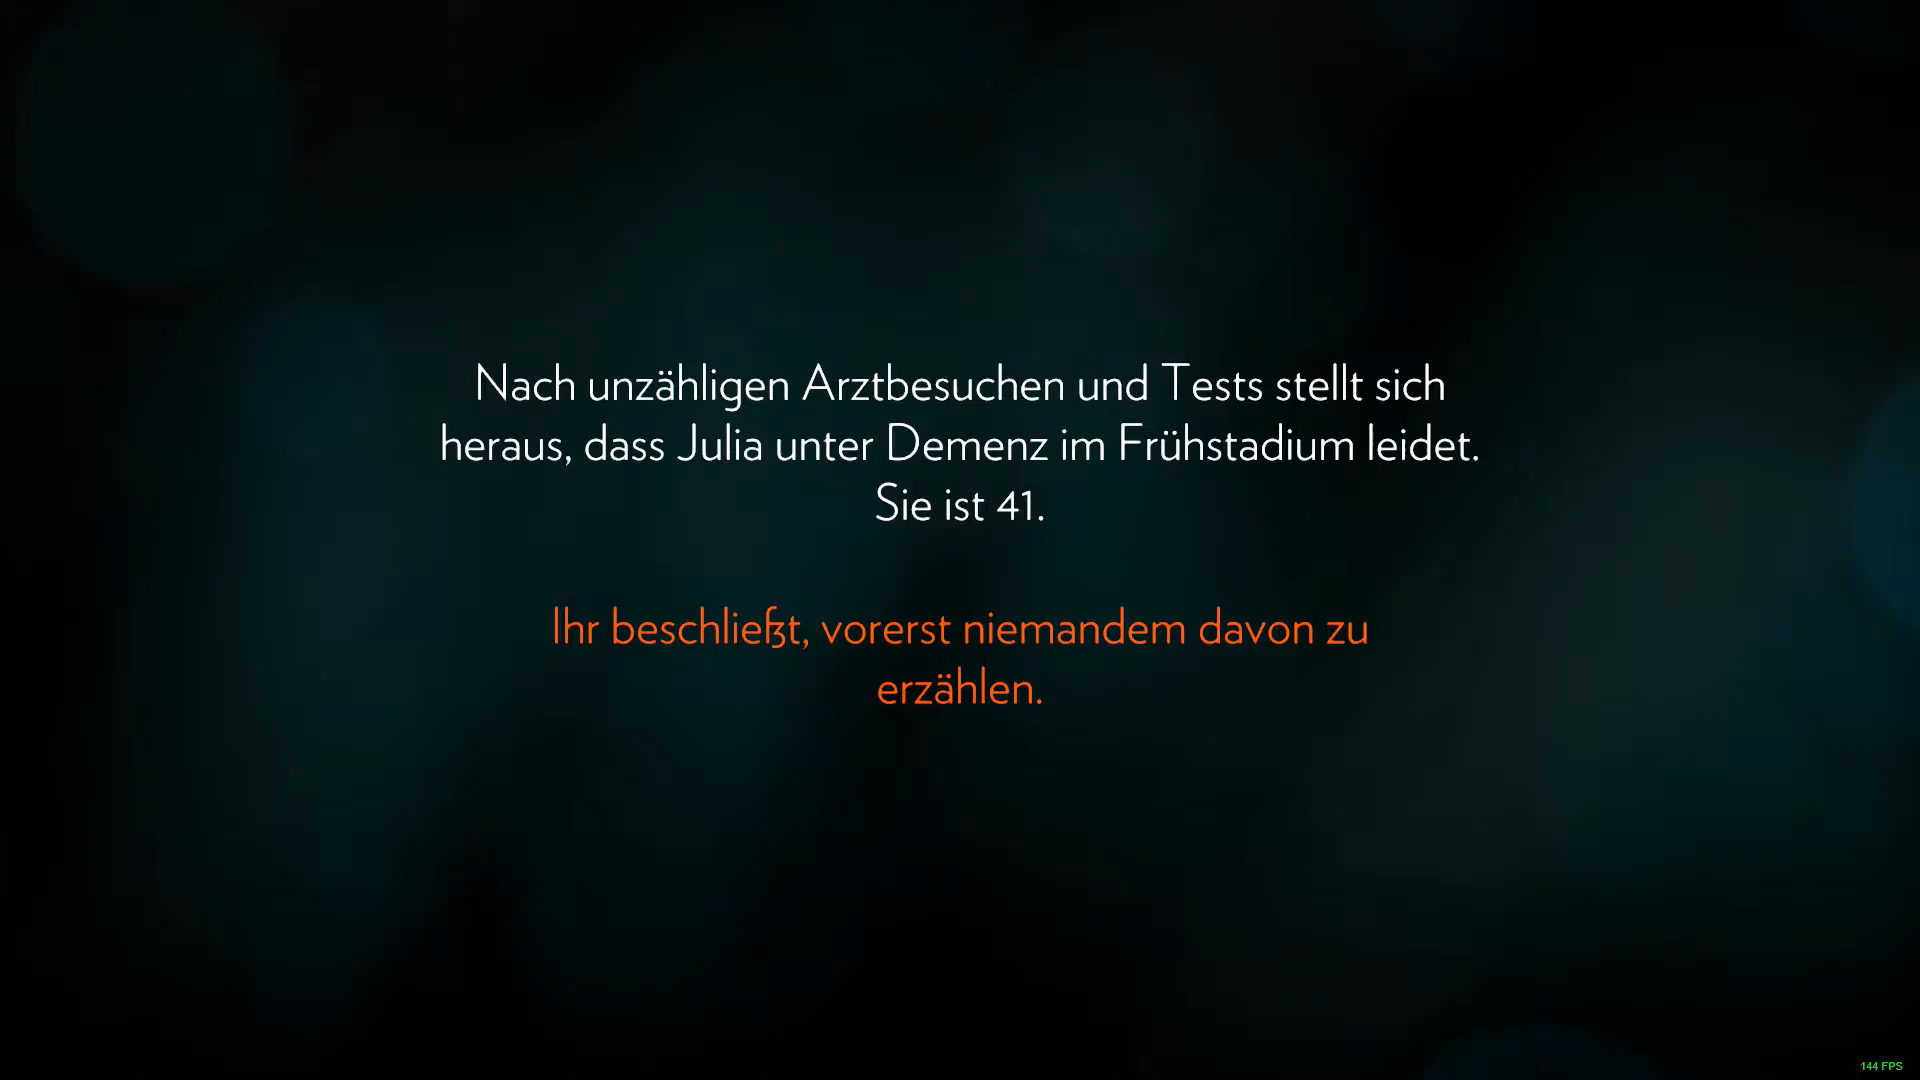 Nach unzähligen Arztbesuchen und Tests stellt sich
heraus, dass Julia unter Demenz im Frühstadium leidet.
Sie ist 41.
Ihr beschließt, vorerst niemandem davon zu
erzählen.
144 FPS